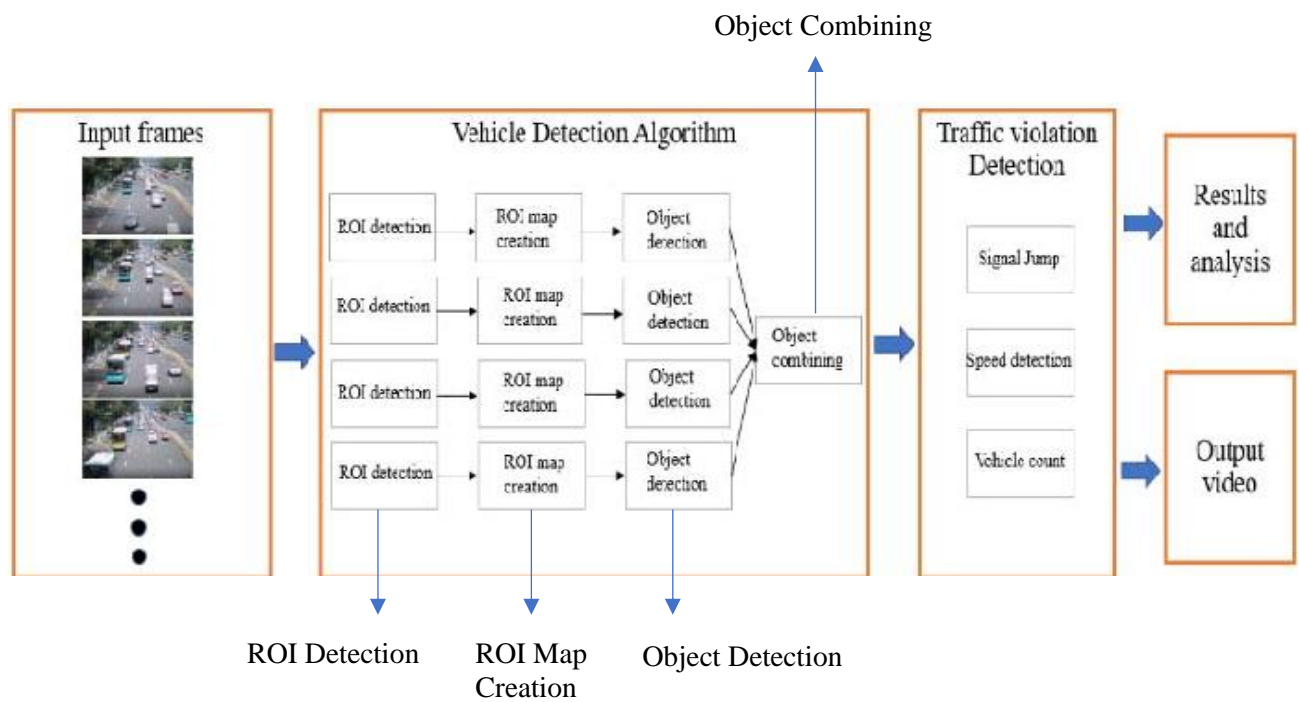 Object Combining
Input frames
Vehicle Detection Algorithm
ROI detection
ROI map
creation
Object
detection
ROI detection
ROI map
creation
Object
detection
ROI detection
ROI map
creation
Object
detection
ROI detection
ROI map
creation
Object
detection
Object
combining
Traffic violation
Detection
Signal Jump
Speed detection
Vehicle count
Results
and
analysis
Output
video
ROI Detection
ROI Map
Creation
Object Detection